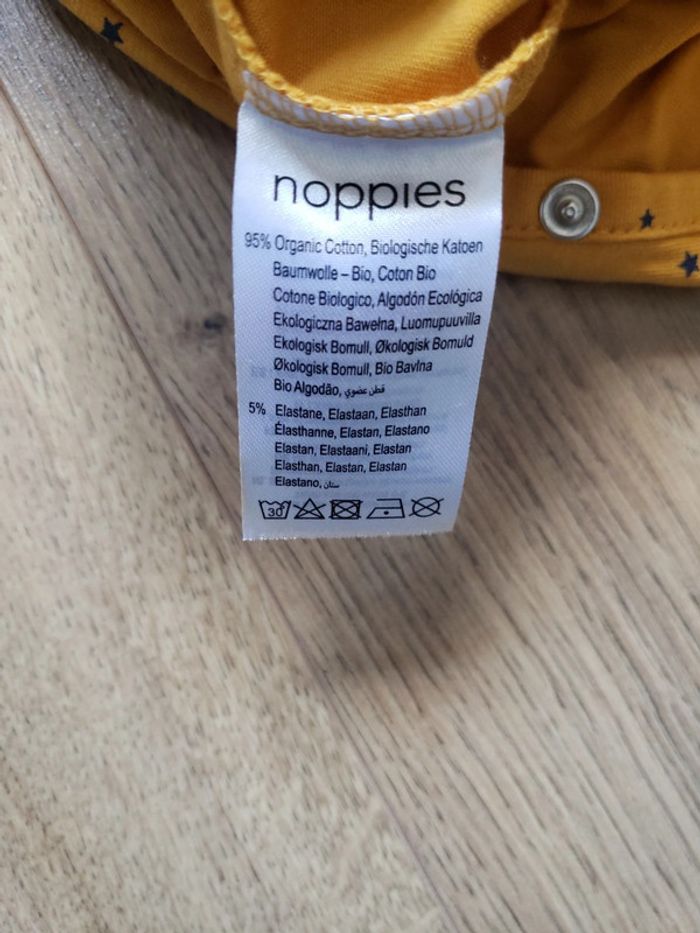 noppies
95% Organic Cotton, Biologische Katoen
Baumwolle – Bio, Coton Bio
Cotone Biologico, Algodón Ecológica
Ekologiczna Bawełna, Luomupuuvilla
Ekologisk Bomull, Økologisk Bomuld
Økologisk Bomull, Bio Bavlna
Bio Algodão, قطن عضوي
5% Elastane, Elastaan, Elasthan
Élasthanne, Elastan, Elastano
Elastan, Elastaani, Elastan
Elasthan, Elastan, Elastan
Elastano,
30